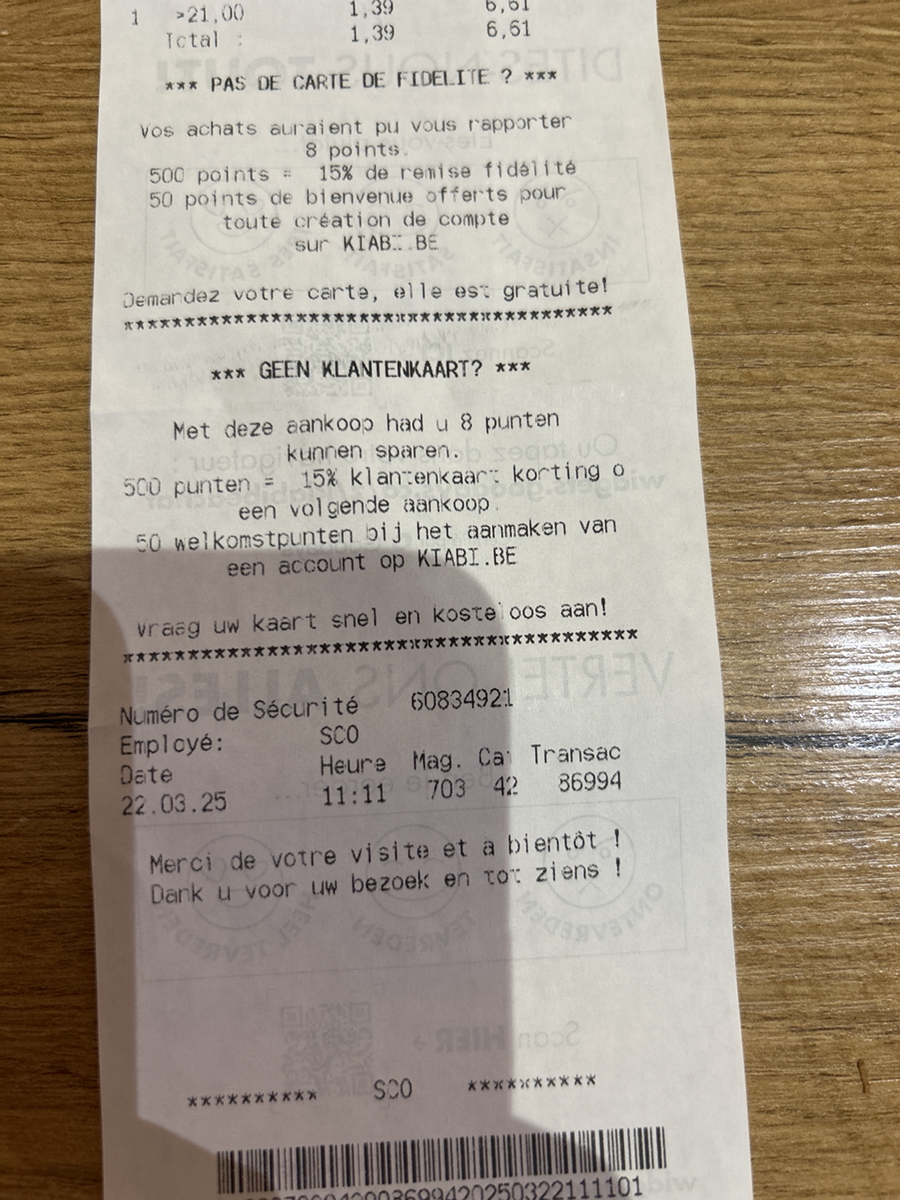 1 >21,00 1,39 6,61
Total : 1,39 6,61
*** PAS DE CARTE DE FIDELITE ? ***
Vos achats auraient pu vous rapporter
8 points.
500 points = 15% de remise fidélité
50 points de bienvenue offerts pour
toute création de compte
sur KIABI.BE
Demandez votre carte, elle est gratuite!
*****************************************
*** GEEN KLANTENKAART? ***
Met deze aankoop had u 8 punten
kunnen sparen.
500 punten = 15% klantenkaart korting o
een volgende aankoop.
50 welkomstpunten bij het aanmaken van
een account op KIABI.BE
Vraag uw kaart snel en kosteloos aan!
*****************************************
Numéro de Sécurité 60834921
Employé: SCO
Date Heure Mag. Ca Transac
22.03.25 11:11 703 42 86994
Merci de votre visite et a bientôt !
Dank u voor uw bezoek en tot ziens !
********** SCO **********